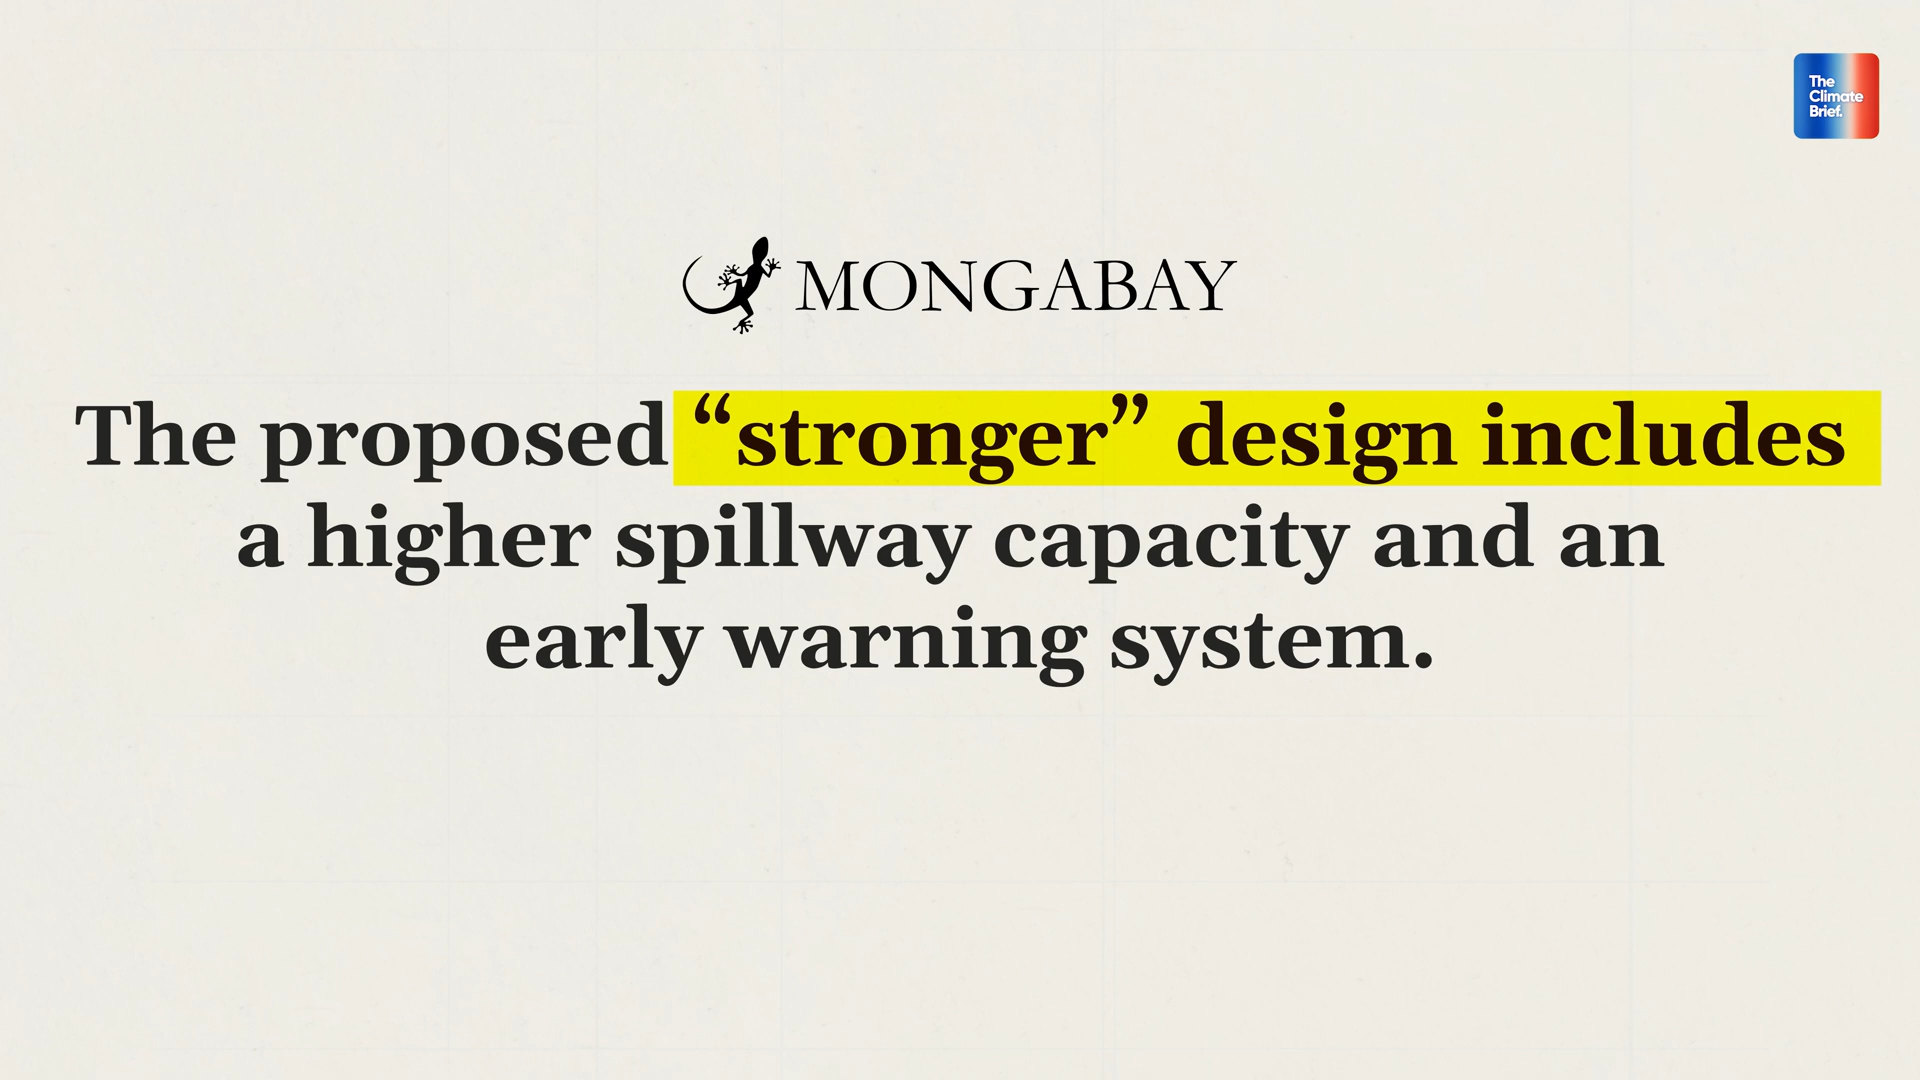 The
Climate
Brief.
MONGABAY
The proposed “stronger” design includes
a higher spillway capacity and an
early warning system.